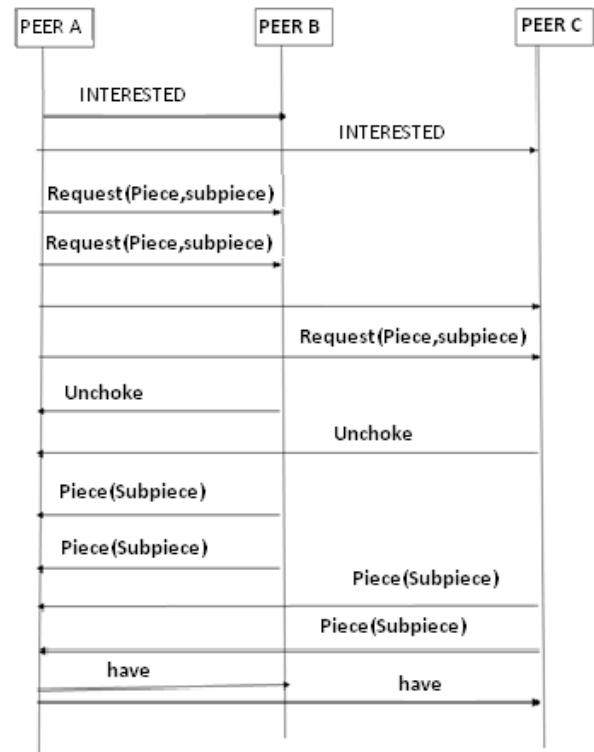 PEER A PEER B PEER C
INTERESTED
INTERESTED
Request(Piece,subpiece)
Request(Piece,subpiece)
Request(Piece,subpiece)
Unchoke
Unchoke
Piece(Subpiece)
Piece(Subpiece)
Piece(Subpiece)
Piece(Subpiece)
have
have